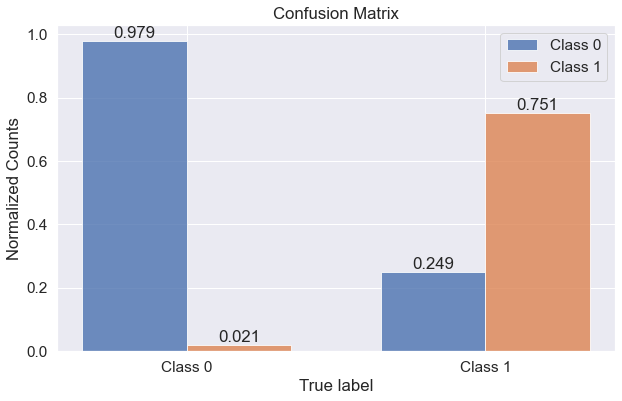 Confusion Matrix
Class 0
Class 1
Normalized Counts
1.0
0.8
0.6
0.4
0.2
0.0
0.979
0.021
0.249
0.751
Class 0
Class 1
True label